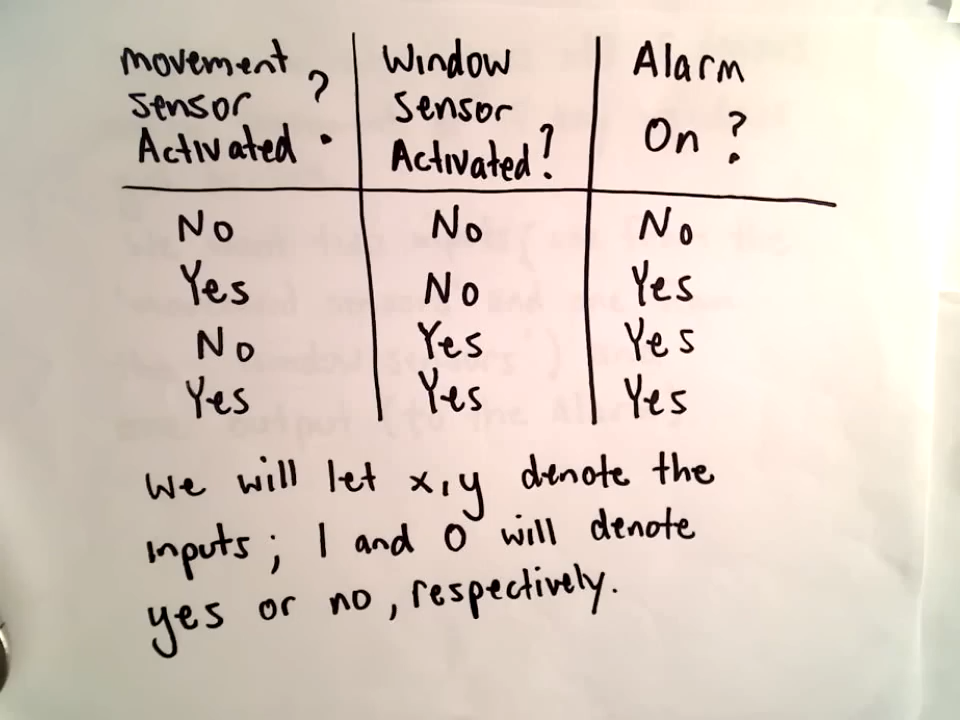 movement sensor Activated ? | Window Sensor Activated? | Alarm On ?
No | No | No
Yes | No | Yes
No | Yes | Yes
Yes | Yes | Yes
We will let x, y denote the
inputs; 1 and 0 will denote
yes or no, respectively.